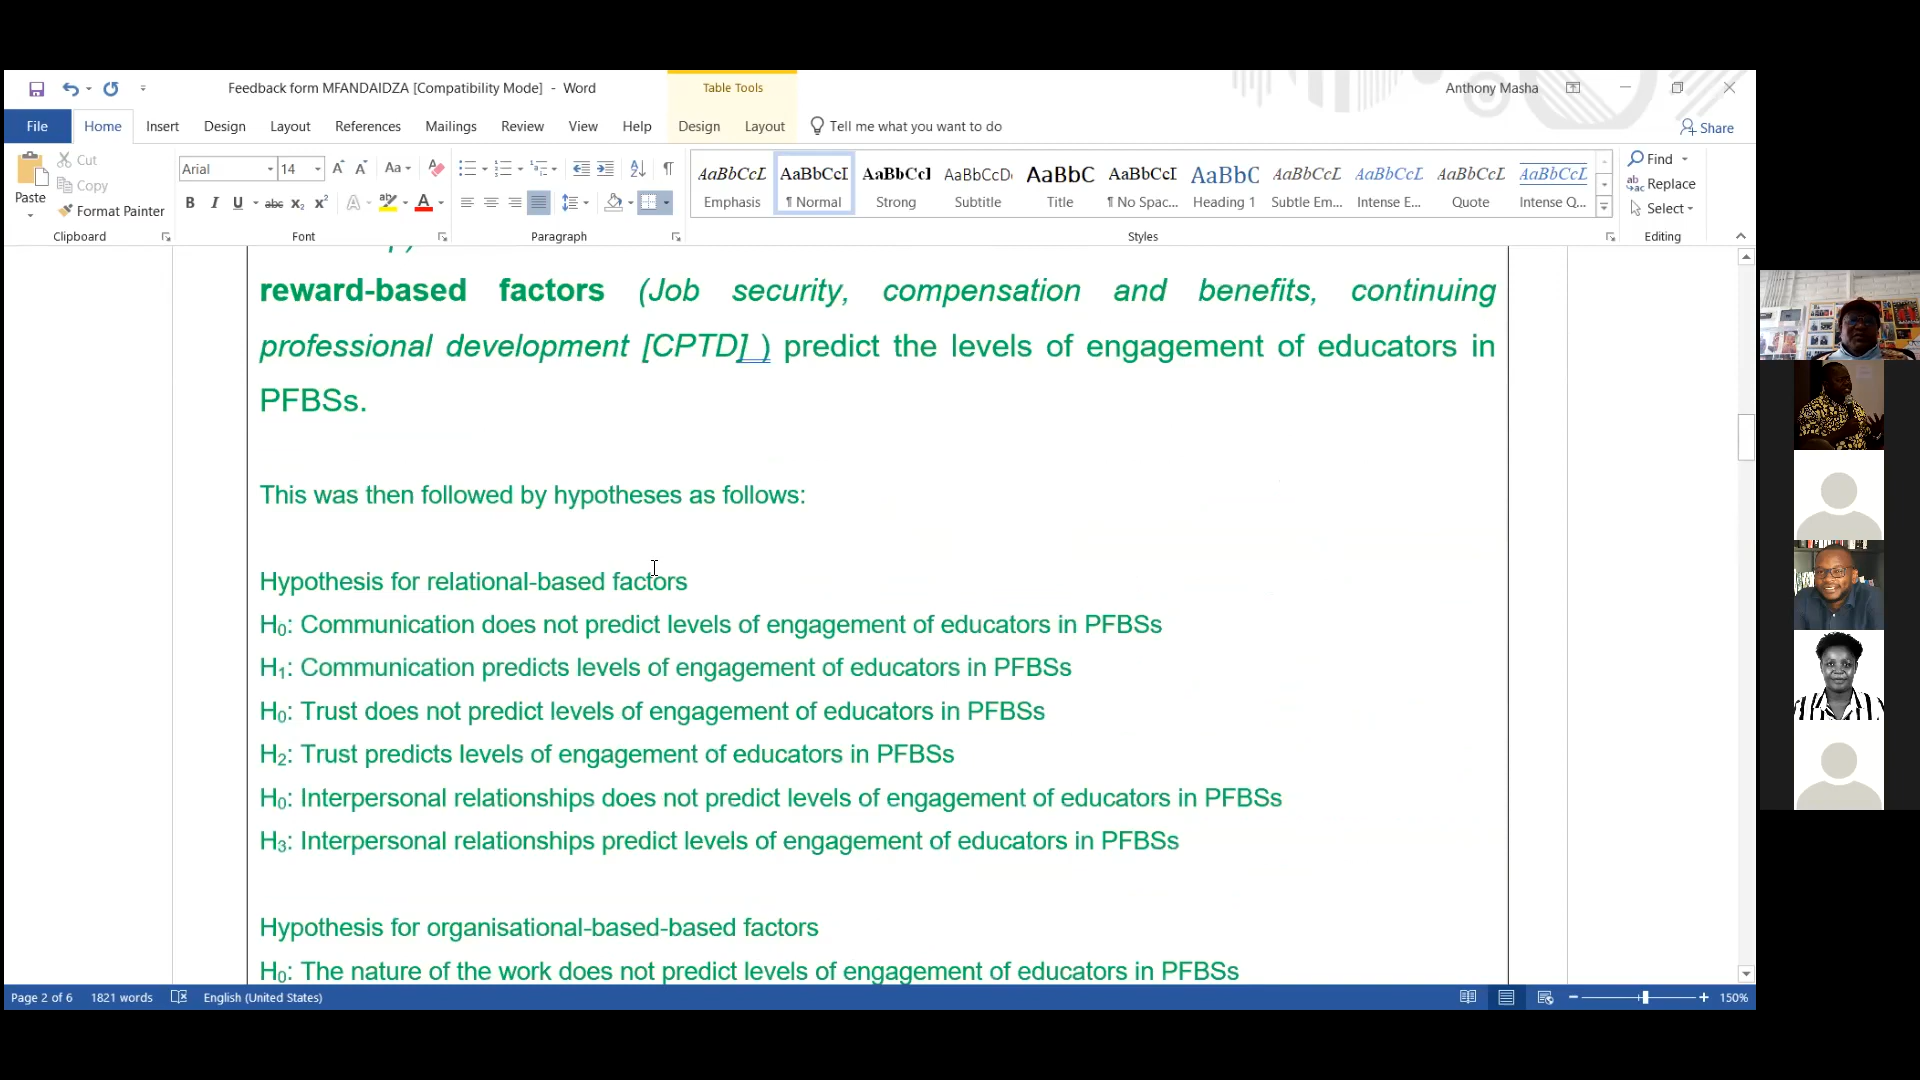 Feedback form MFANDAIDZA [Compatibility Mode] - Word
Table Tools
Anthony Masha
File Home Insert Design Layout References Mailings Review View Help Design Layout Tell me what you want to do
Share
Paste
Cut
Copy
Format Painter
Clipboard
Arial 14
Aa
B I U abc X₂ X²
Font
Paragraph
AaBbCcL Emphasis
AaBbCcI ¶ Normal
AaBbCcI Strong
AaBbCcD Subtitle
AaBbC Title
AaBbCcI ¶ No Spac...
AaBbC Heading 1
AaBbCcL Subtle Em...
AaBbCcL Intense E...
AaBbCcL Quote
AaBbCcL Intense Q...
Styles
Find
Replace
Select
Editing
reward-based factors (Job security, compensation and benefits, continuing
professional development [CPTD] ) predict the levels of engagement of educators in
PFBSs.
This was then followed by hypotheses as follows:
Hypothesis for relational-based factors
H₀: Communication does not predict levels of engagement of educators in PFBSs
H₁: Communication predicts levels of engagement of educators in PFBSs
H₀: Trust does not predict levels of engagement of educators in PFBSs
H₂: Trust predicts levels of engagement of educators in PFBSs
H₀: Interpersonal relationships does not predict levels of engagement of educators in PFBSs
H₃: Interpersonal relationships predict levels of engagement of educators in PFBSs
Hypothesis for organisational-based-based factors
H₀: The nature of the work does not predict levels of engagement of educators in PFBSs
Page 2 of 6 1821 words English (United States) 150%